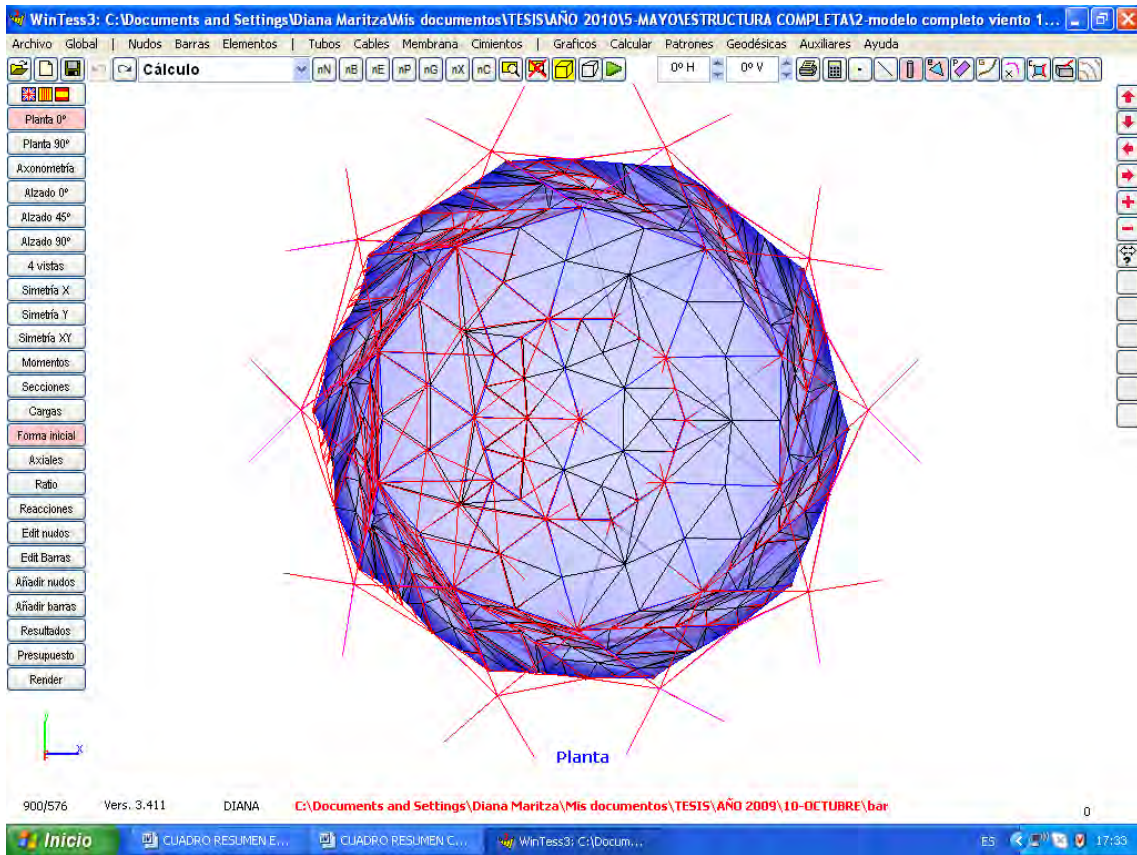 WinTess3: C:\Documents and Settings\Diana Maritza\Mis documentos\TESIS\AÑO 2010\5-MAYO\ESTRUCTURA COMPLETA\2-modelo completo viento 1...
Archivo Global | Nudos Barras Elementos | Tubos Cables Membrana Cimientos | Graficos Calcular Patrones Geodésicas Auxiliares Ayuda
Cálculo nN nB nE nP nG nX nC 0º H 0º V
Planta 0º
Planta 90º
Axonometría
Alzado 0º
Alzado 45º
Alzado 90º
4 vistas
Simetría X
Simetría Y
Simetría XY
Momentos
Secciones
Cargas
Forma inicial
Axiales
Ratio
Reacciones
Edit nudos
Edit Barras
Añadir nudos
Añadir barras
Resultados
Presupuesto
Render
y
x
Planta
900/576 Vers. 3.411 DIANA C:\Documents and Settings\Diana Maritza\Mis documentos\TESIS\AÑO 2009\10-OCTUBRE\bar 0
Inicio CUADRO RESUMEN E... CUADRO RESUMEN C... WinTess3: C:\Docum... ES 17:33